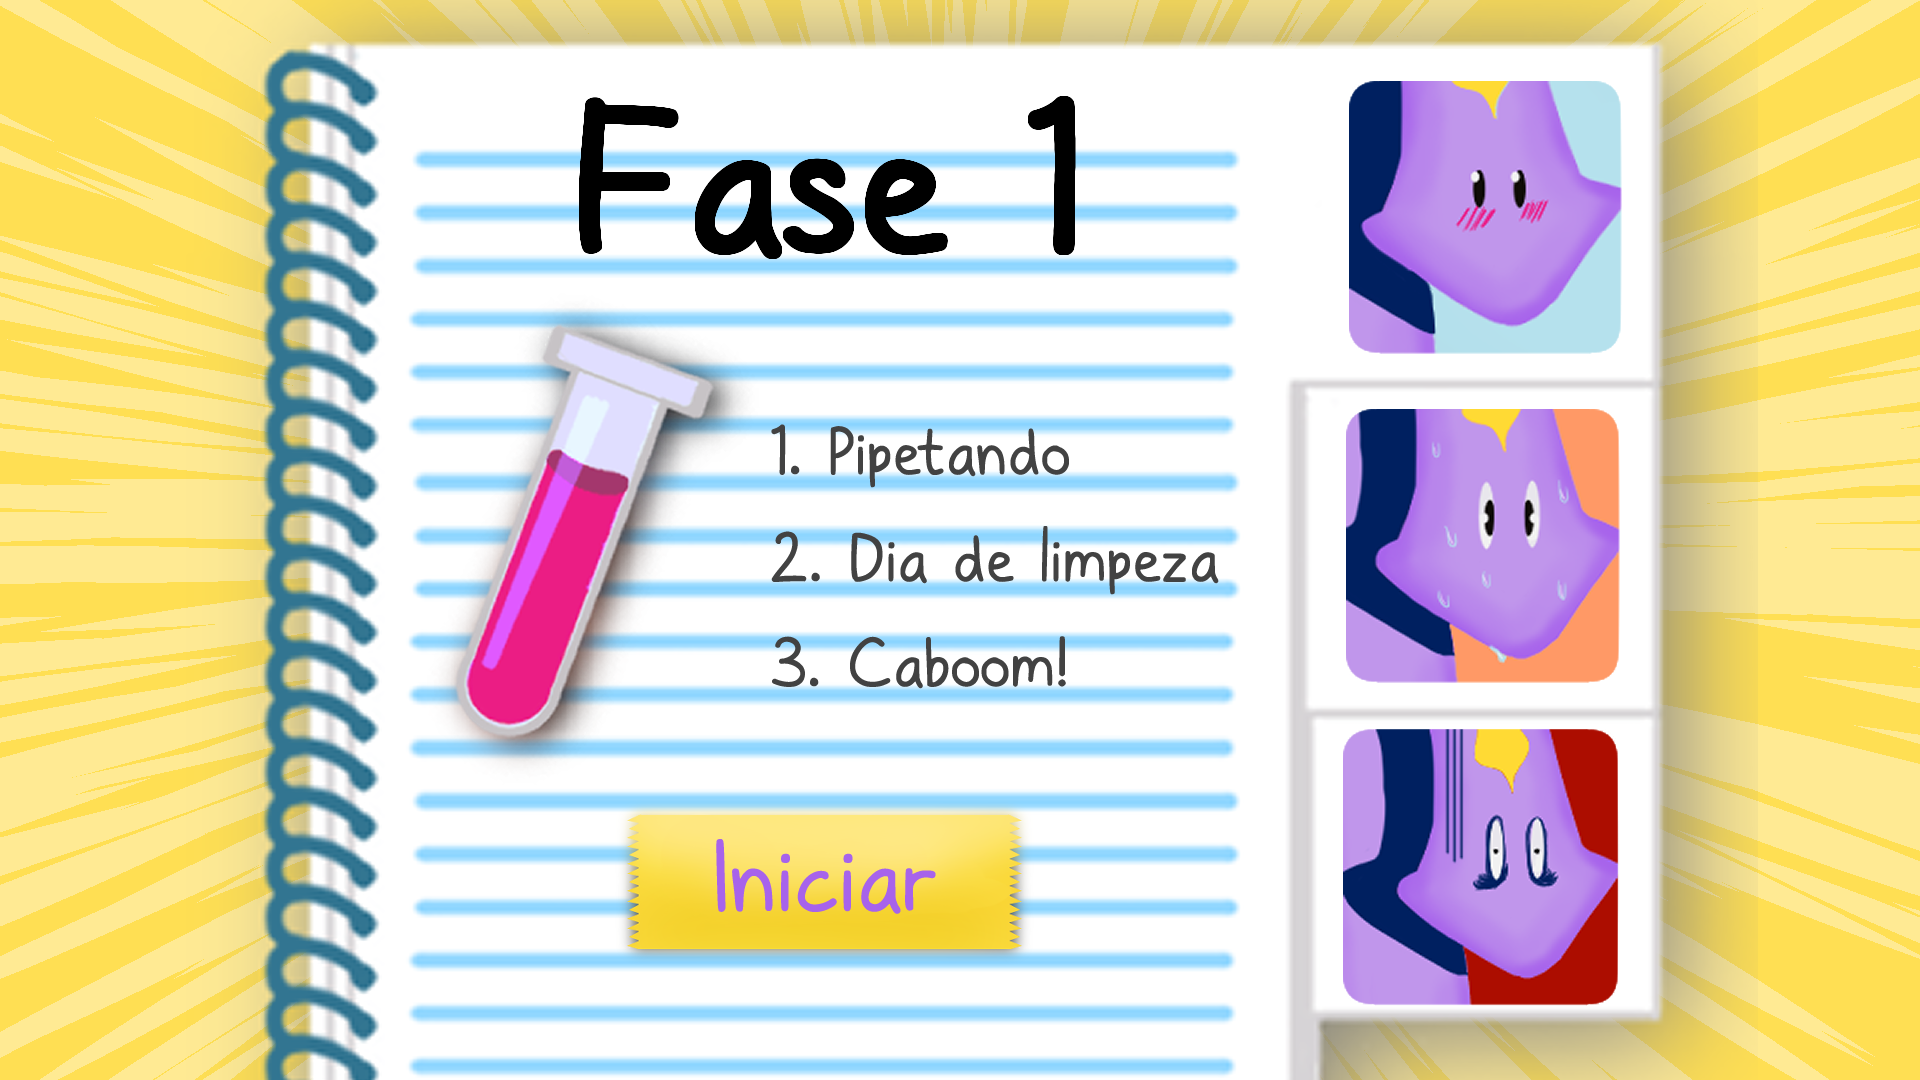 Fase 1
1. Pipetando
2. Dia de limpeza
3. Caboom!
Iniciar